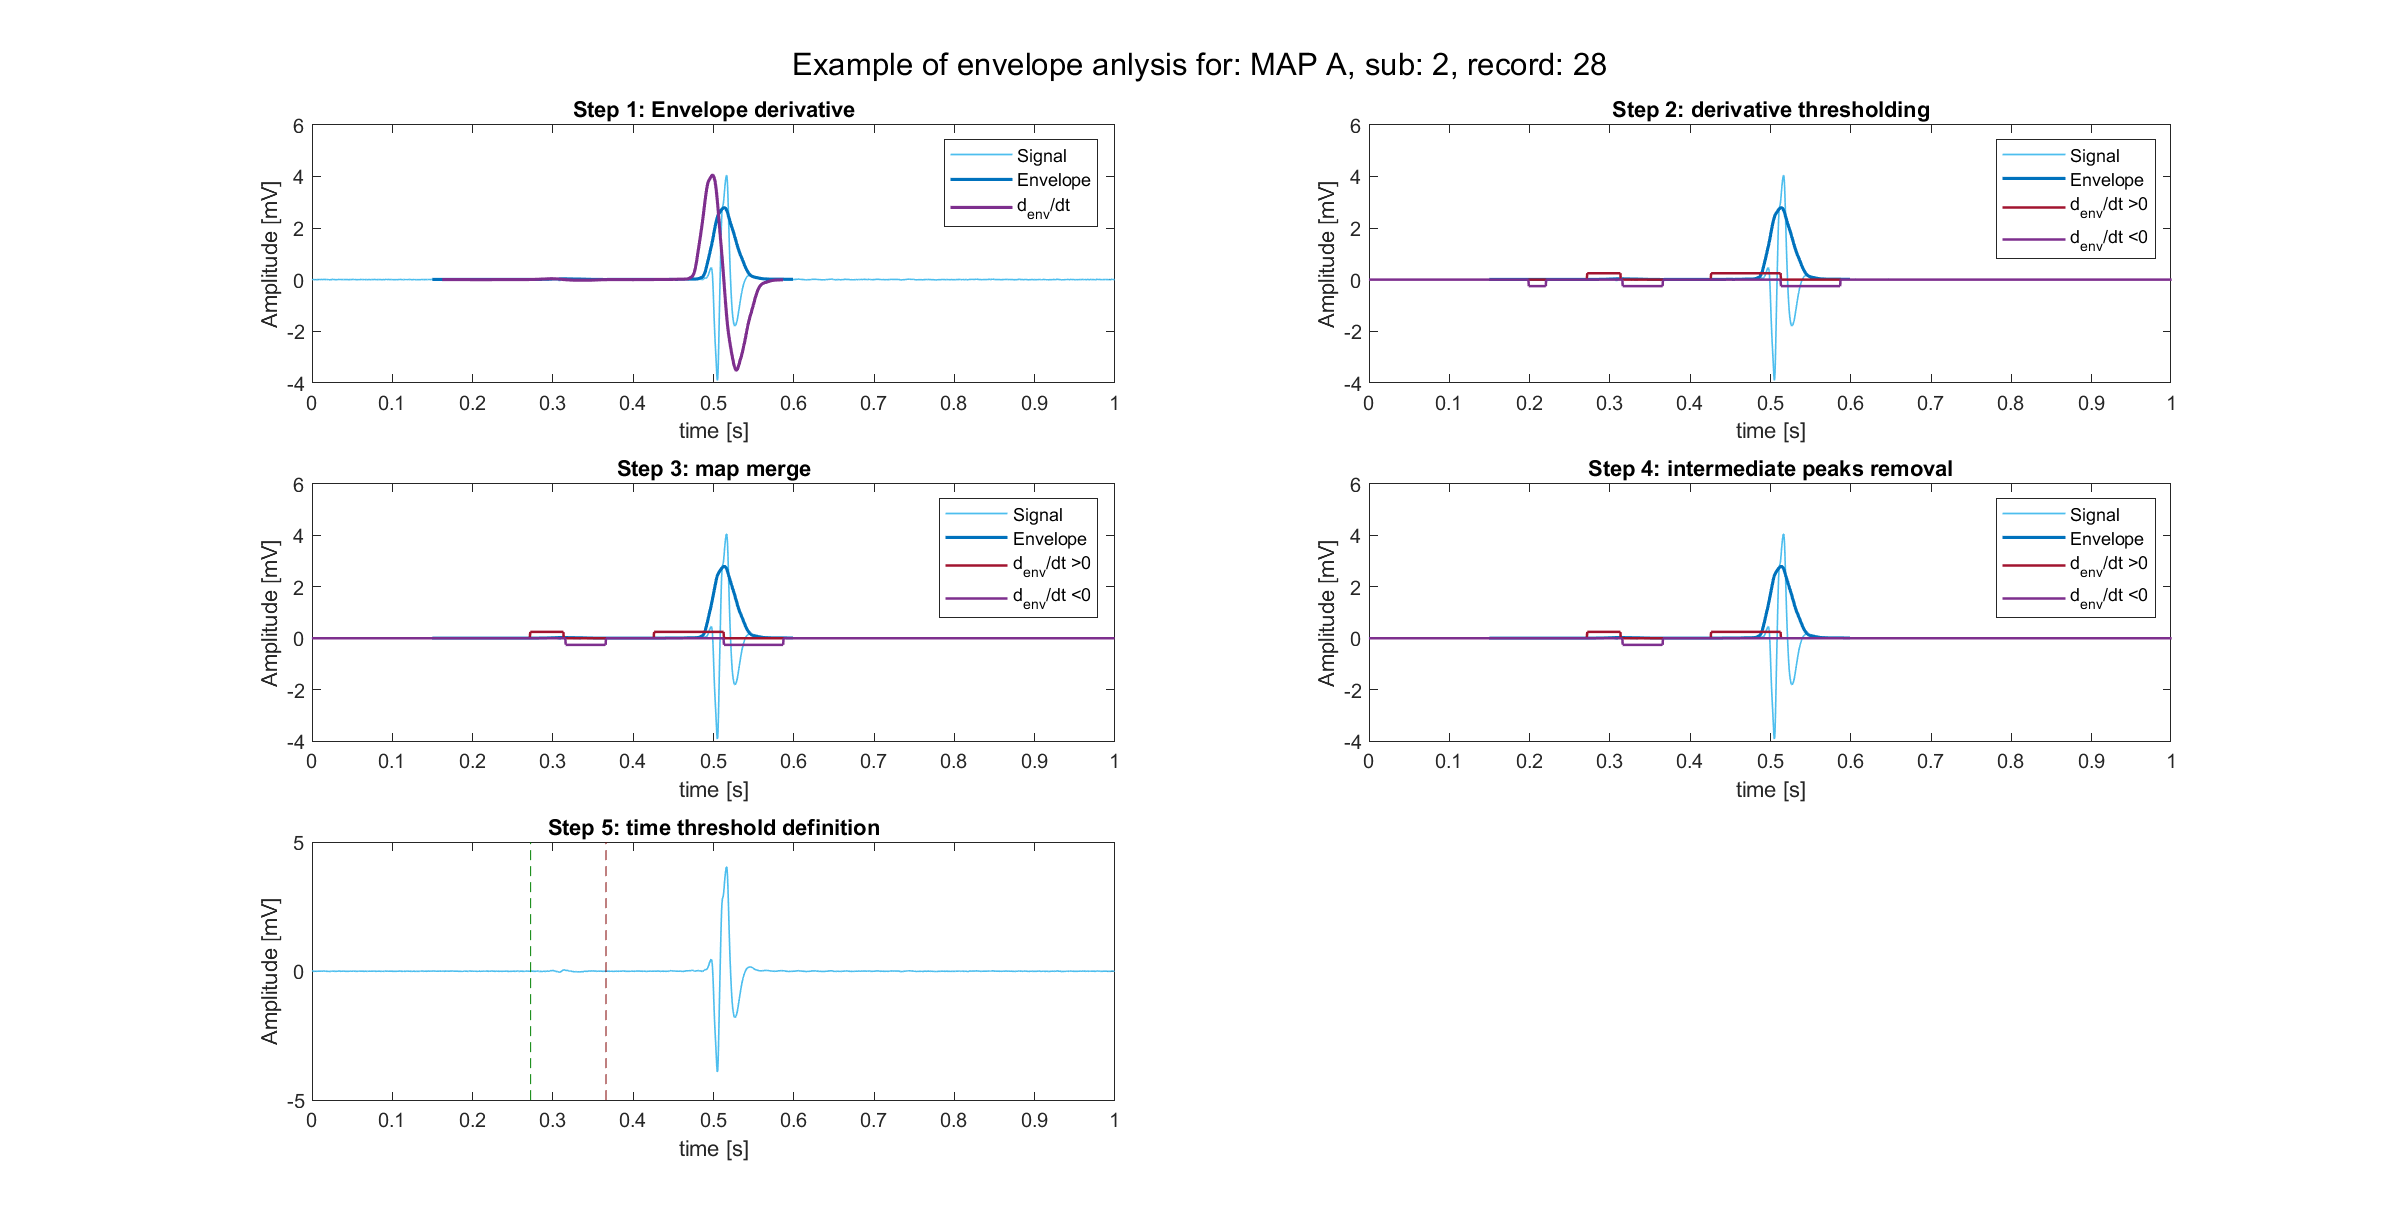 Example of envelope anlysis for: MAP A, sub: 2, record: 28
Step 1: Envelope derivative
Amplitude [mV]
6
4
2
0
-2
-4
0 0.1 0.2 0.3 0.4 0.5 0.6 0.7 0.8 0.9 1
time [s]
Signal
Envelope
d_env/dt
Step 2: derivative thresholding
Amplitude [mV]
6
4
2
0
-2
-4
0 0.1 0.2 0.3 0.4 0.5 0.6 0.7 0.8 0.9 1
time [s]
Signal
Envelope
d_env/dt >0
d_env/dt <0
Step 3: map merge
Amplitude [mV]
6
4
2
0
-2
-4
0 0.1 0.2 0.3 0.4 0.5 0.6 0.7 0.8 0.9 1
time [s]
Signal
Envelope
d_env/dt >0
d_env/dt <0
Step 4: intermediate peaks removal
Amplitude [mV]
6
4
2
0
-2
-4
0 0.1 0.2 0.3 0.4 0.5 0.6 0.7 0.8 0.9 1
time [s]
Signal
Envelope
d_env/dt >0
d_env/dt <0
Step 5: time threshold definition
Amplitude [mV]
5
0
-5
0 0.1 0.2 0.3 0.4 0.5 0.6 0.7 0.8 0.9 1
time [s]